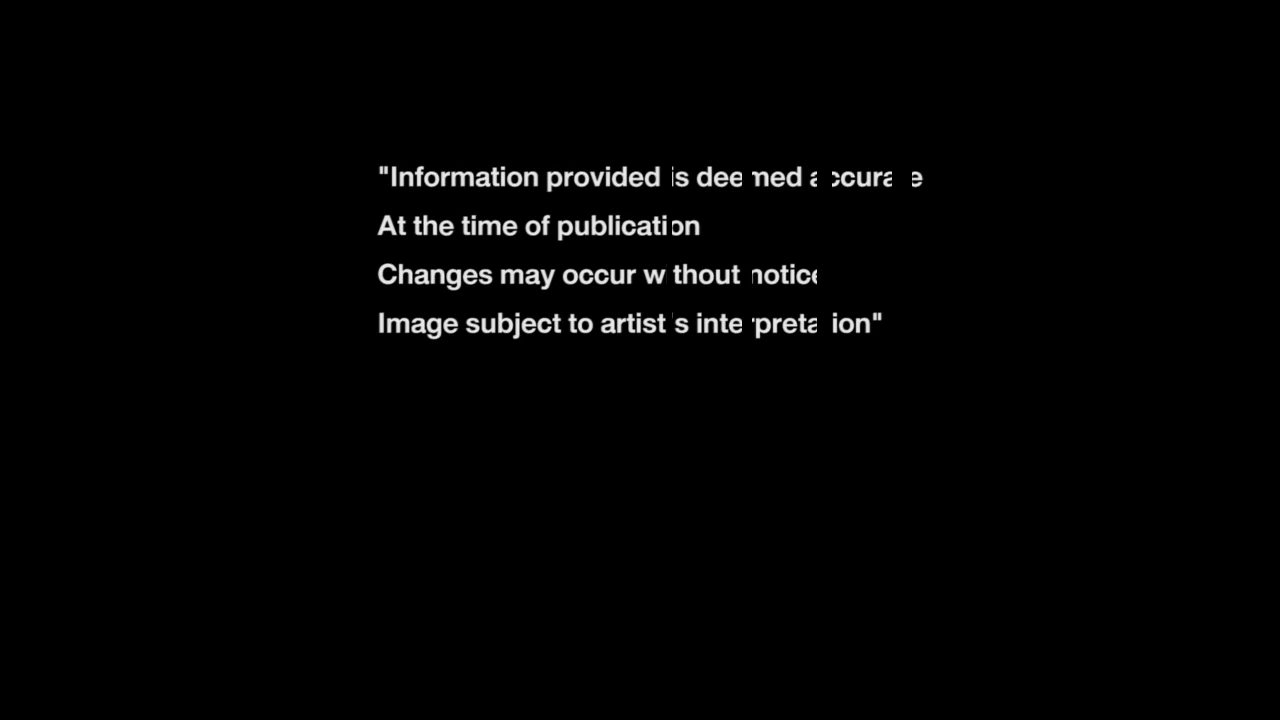 "Information provided is deemed accurate
At the time of publication
Changes may occur without notice
Image subject to artist's interpretation"